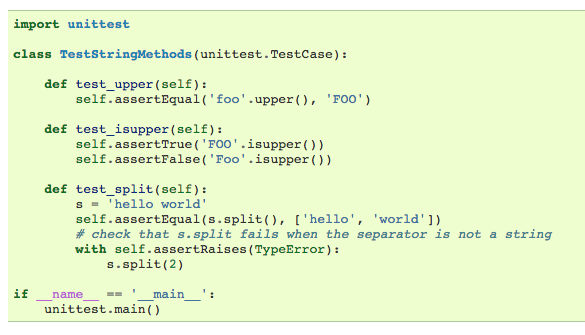 import unittest
class TestStringMethods(unittest.TestCase):
    def test_upper(self):
        self.assertEqual('foo'.upper(), 'FOO')
    def test_isupper(self):
        self.assertTrue('FOO'.isupper())
        self.assertFalse('Foo'.isupper())
    def test_split(self):
        s = 'hello world'
        self.assertEqual(s.split(), ['hello', 'world'])
        # check that s.split fails when the separator is not a string
        with self.assertRaises(TypeError):
            s.split(2)
if __name__ == '__main__':
    unittest.main()